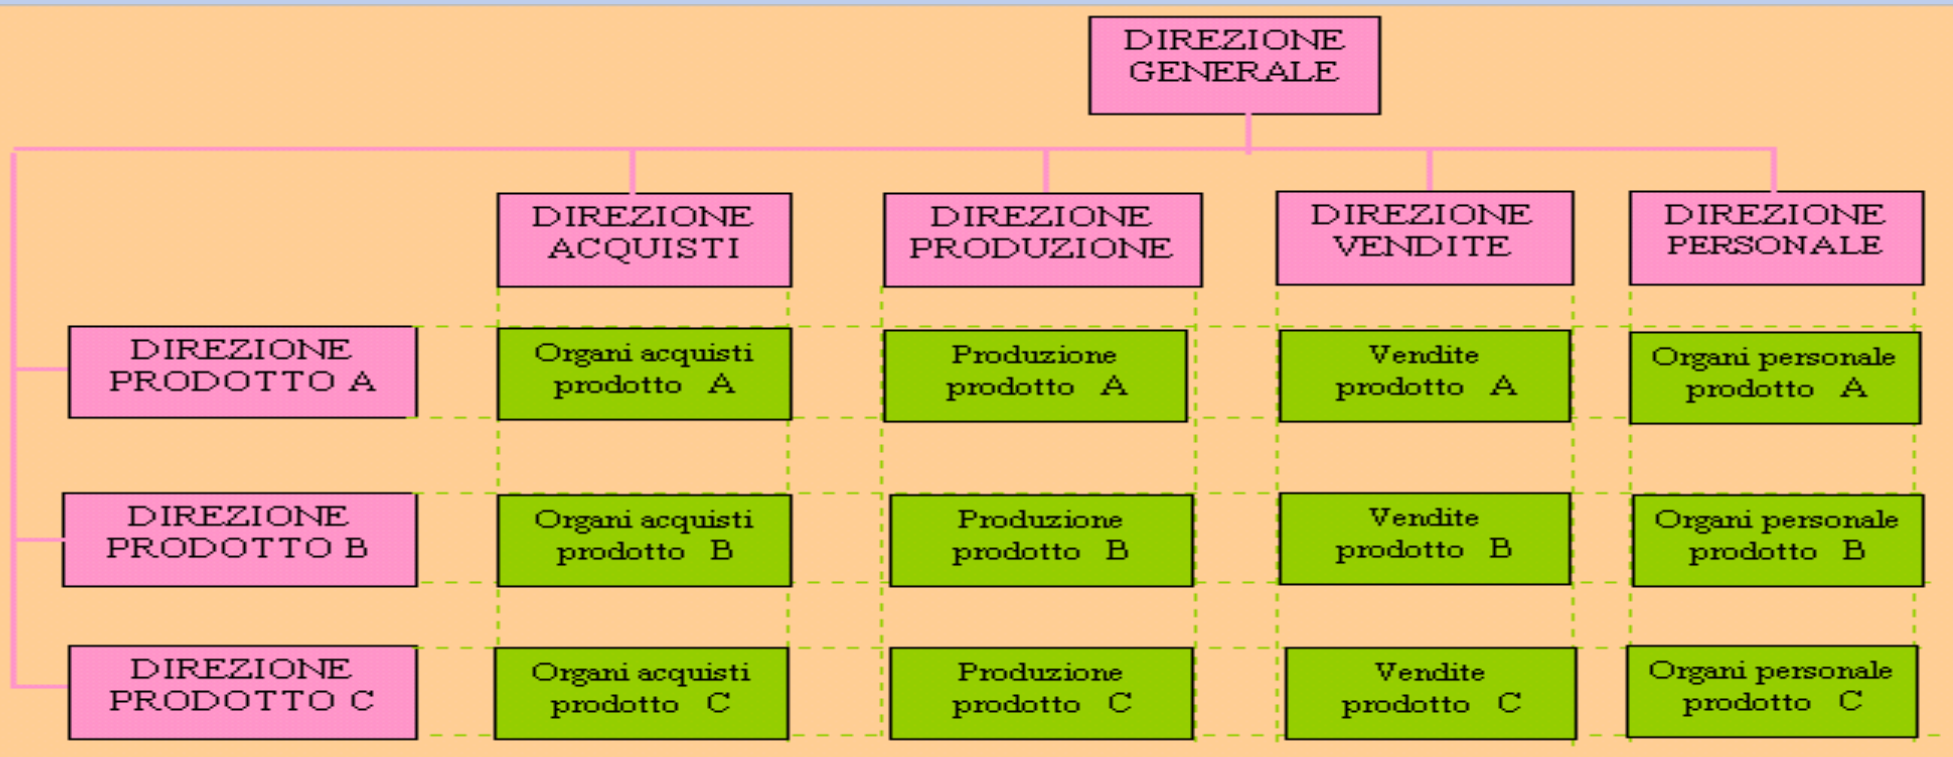 DIREZIONE
GENERALE
DIREZIONE
ACQUISTI
DIREZIONE
PRODUZIONE
DIREZIONE
VENDITE
DIREZIONE
PERSONALE
DIREZIONE
PRODOTTO A
Organi acquisti
prodotto A
Produzione
prodotto A
Vendite
prodotto A
Organi personale
prodotto A
DIREZIONE
PRODOTTO B
Organi acquisti
prodotto B
Produzione
prodotto B
Vendite
prodotto B
Organi personale
prodotto B
DIREZIONE
PRODOTTO C
Organi acquisti
prodotto C
Produzione
prodotto C
Vendite
prodotto C
Organi personale
prodotto C